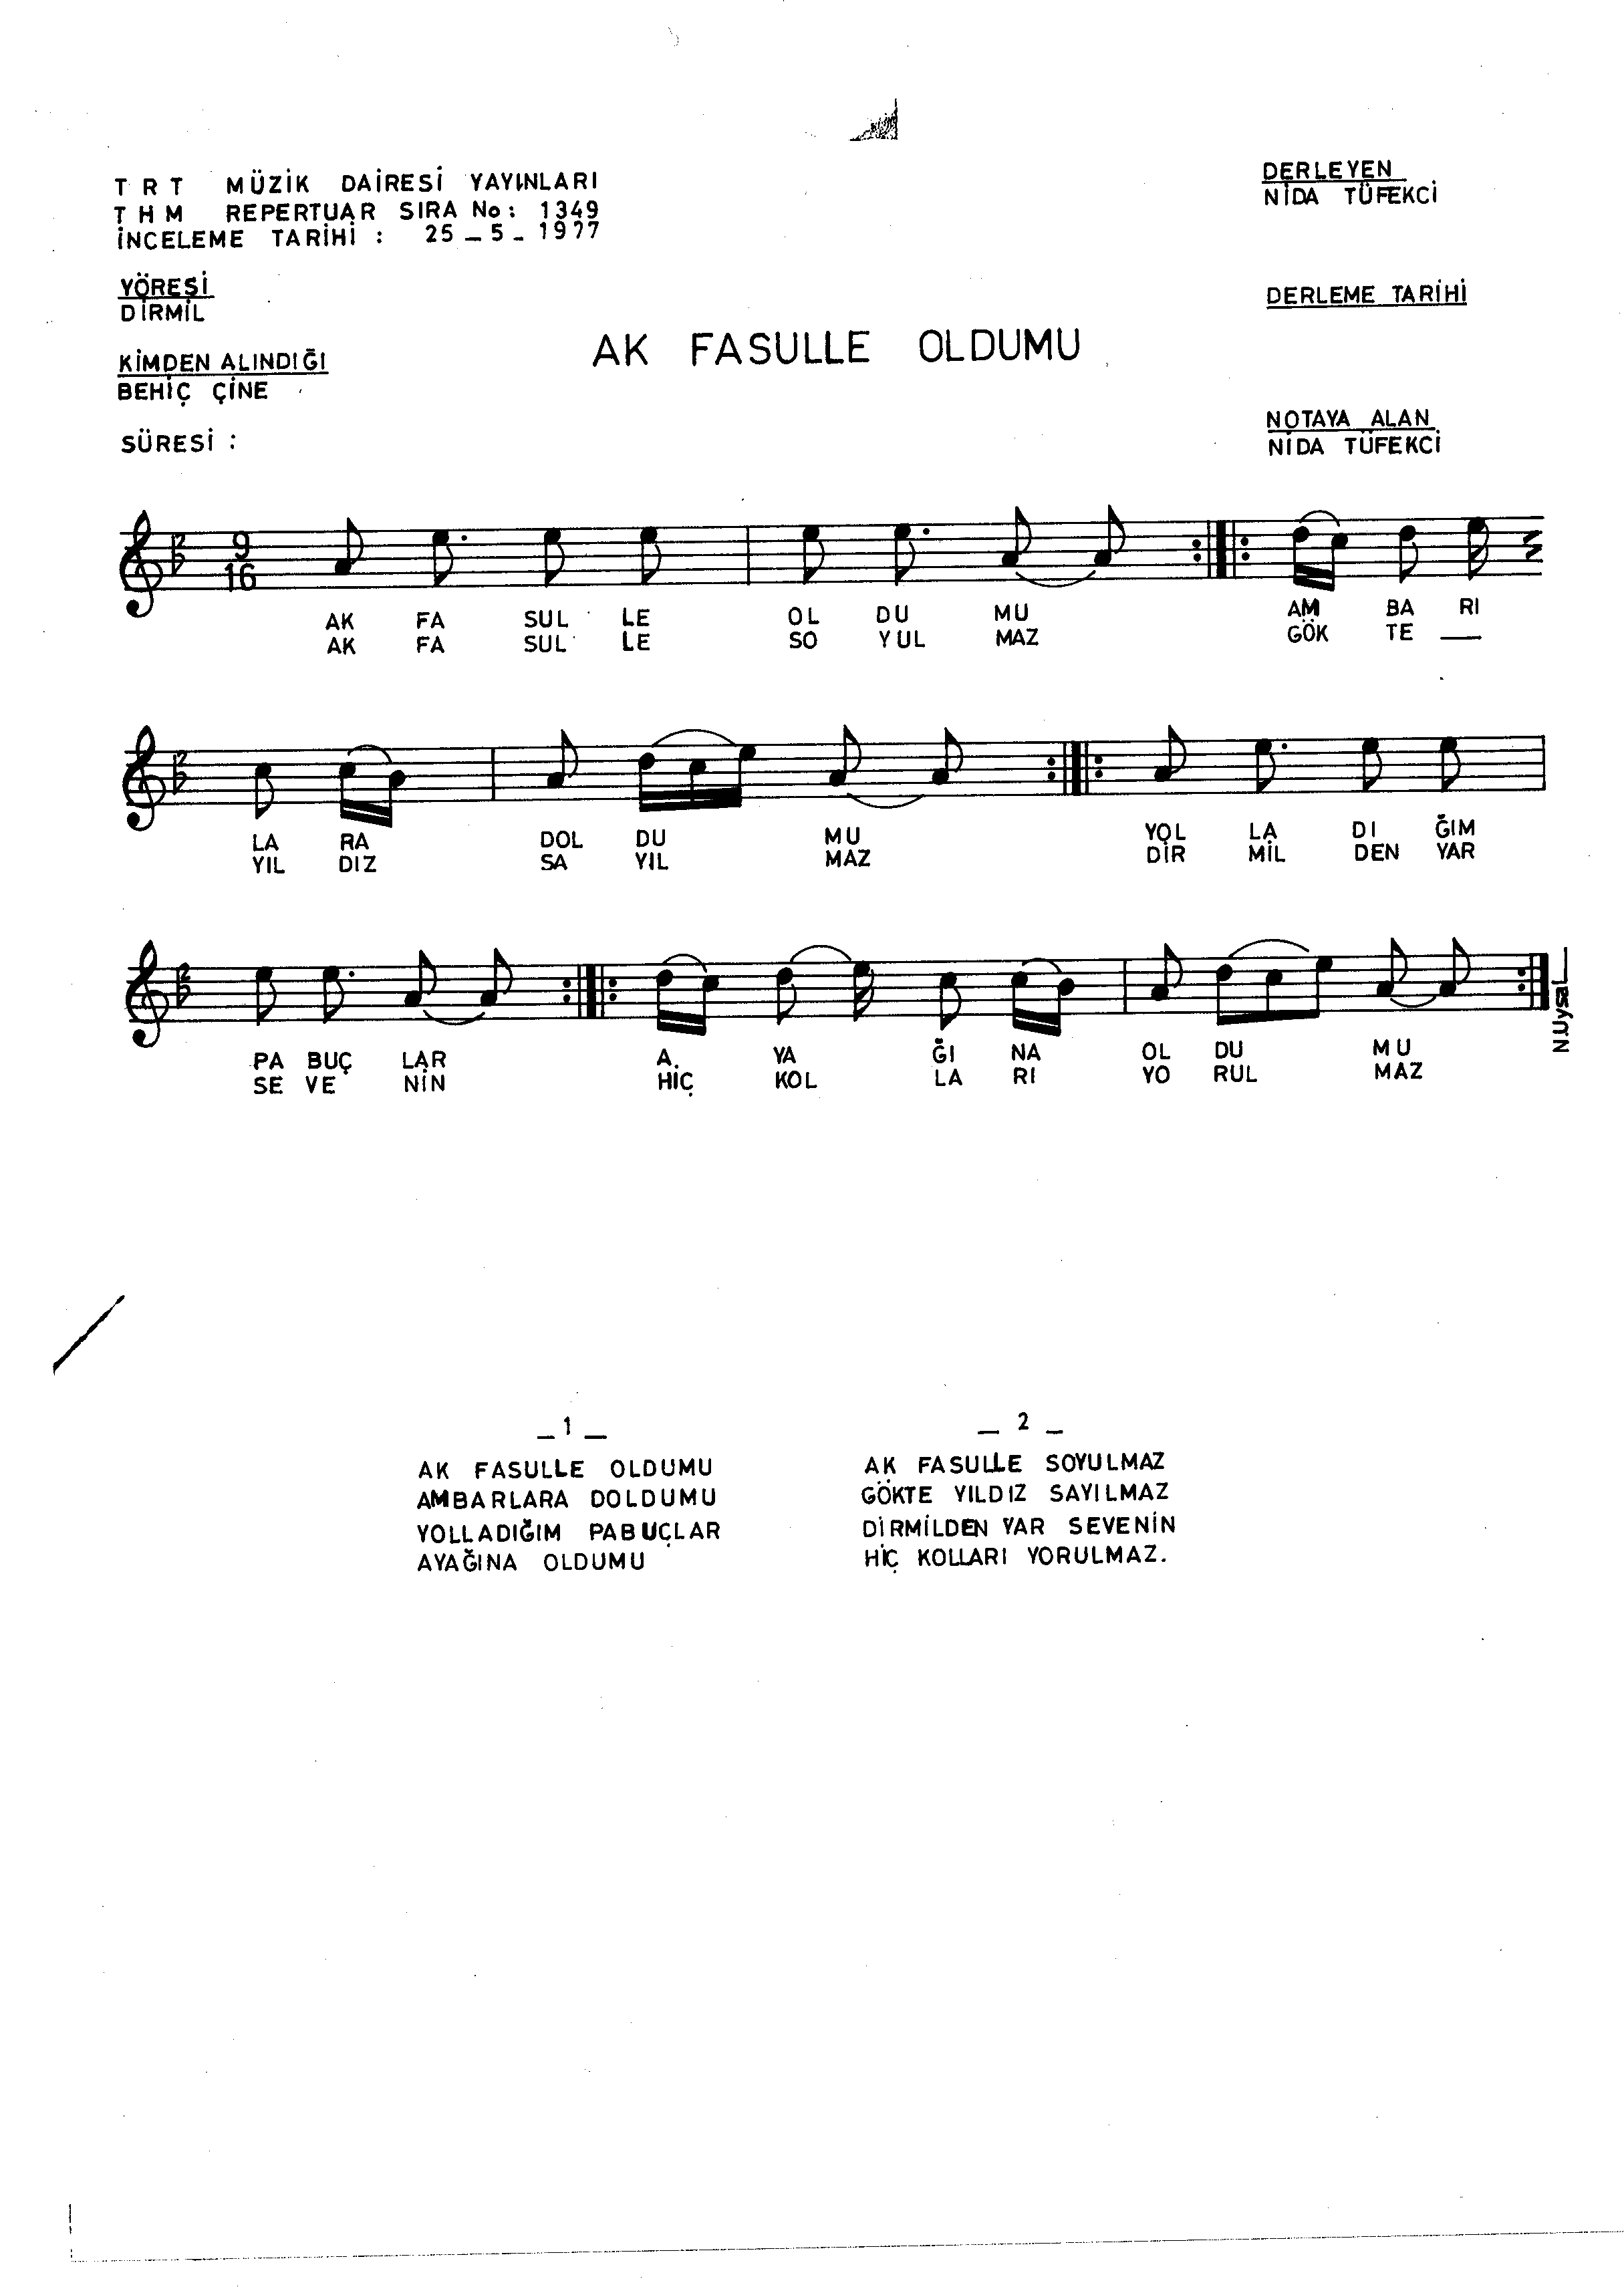 TRT MÜZİK DAİRESİ YAYINLARI
THM REPERTUAR SIRA No: 1349
İNCELEME TARİHİ : 25_5_1977
DERLEYEN
NİDA TÜFEKCİ
YÖRESİ
DİRMİL
DERLEME TARİHİ
AK FASULLE OLDUMU
KİMDEN ALINDIĞI
BEHİÇ ÇİNE
NOTAYA ALAN
NİDA TÜFEKCİ
SÜRESİ :
9
16
AK FA SUL LE OL DU MU AM BA RI
AK FA SUL LE SO YUL MAZ GÖK TE __
LA RA DOL DU MU YOL LA DI ĞIM
YIL DIZ SA YIL MAZ DİR MİL DEN YAR
PA BUÇ LAR A. YA ĞI NA OL DU MU
SE VE NİN HİÇ KOL LA RI YO RUL MAZ
N.Uysal
_1_
AK FASULLE OLDUMU
AMBARLARA DOLDUMU
YOLLADIĞIM PABUÇLAR
AYAĞINA OLDUMU
_ 2 _
AK FASULLE SOYULMAZ
GÖKTE YILDIZ SAYILMAZ
DİRMİLDEN YAR SEVENİN
HİÇ KOLLARI YORULMAZ.